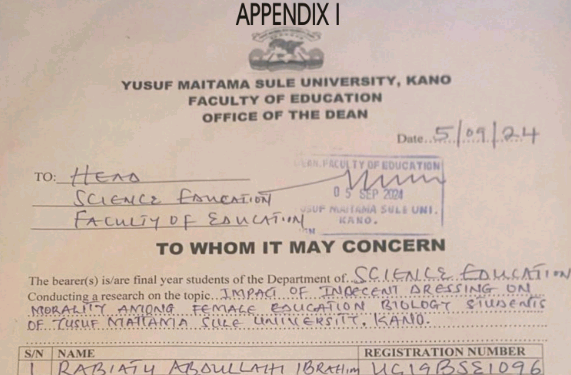 APPENDIX I
YUSUF MAITAMA SULE UNIVERSITY, KANO
FACULTY OF EDUCATION
OFFICE OF THE DEAN
Date..5/09/24
TO: HEAD
SCIENCE EDUCATION
FACULTY OF EDUCATION
DEAN, FACULTY OF EDUCATION
05 SEP 2024
YUSUF MAITAMA SULE UNI.
KANO.
TO WHOM IT MAY CONCERN
The bearer(s) is/are final year students of the Department of SCIENCE EDUCATION
Conducting a research on the topic IMPACT OF INDECENT DRESSING ON
MORALITY AMONG FEMALE EDUCATION BIOLOGY STUDENTS
OF YUSUF MAITAMA SULE UNIVERSITY, KANO.
S/N NAME REGISTRATION NUMBER
1 RABIATU ABDULLAHI IBRAHIM UG19BSE1096